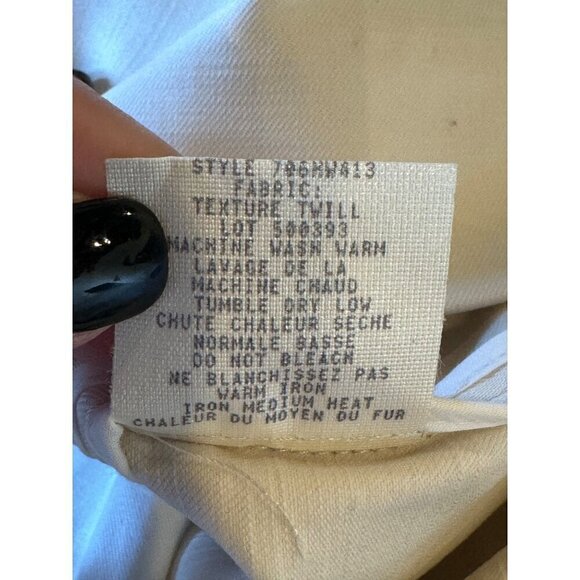 STYLE 706MW413
FABRIC:
TEXTURE TWILL
LOT 500393
MACHINE WASH WARM
LAVAGE DE LA
MACHINE CHAUD
TUMBLE DRY LOW
CHUTE CHALEUR SECHE
NORMALE BASSE
DO NOT BLEACH
NE BLANCHISSEZ PAS
WARM IRON
IRON MEDIUM HEAT
CHALEUR DU MOYEN DU FUR